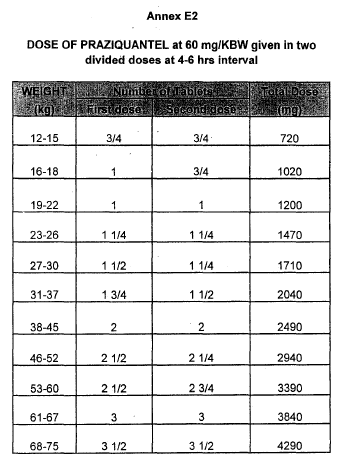 Annex E2
DOSE OF PRAZIQUANTEL at 60 mg/KBW given in two
divided doses at 4-6 hrs interval
WEIGHT Number of Tablets Total Dose
(kg) First dose Second dose (mg)
12-15 3/4 3/4 720
16-18 1 3/4 1020
19-22 1 1 1200
23-26 1 1/4 1 1/4 1470
27-30 1 1/2 1 1/4 1710
31-37 1 3/4 1 1/2 2040
38-45 2 2 2490
46-52 2 1/2 2 1/4 2940
53-60 2 1/2 2 3/4 3390
61-67 3 3 3840
68-75 3 1/2 3 1/2 4290